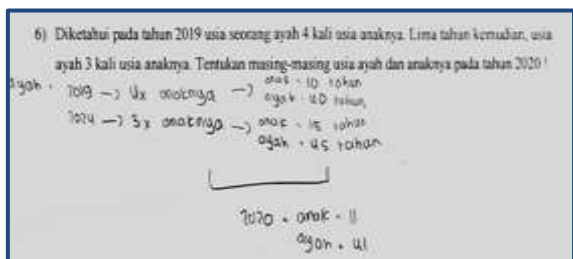 6) Diketahui pada tahun 2019 usia seorang ayah 4 kali usia anaknya. Lima tahun kemudian, usia
ayah 3 kali usia anaknya. Tentukan masing-masing usia ayah dan anaknya pada tahun 2020 !
Ayah . 2019 -> 4x anaknya -> anak = 10 tahun
ayah = 40 tahun
2024 -> 3x anaknya -> anak = 15 tahun
ayah = 45 tahun
2020 = anak = 11
ayah = 41